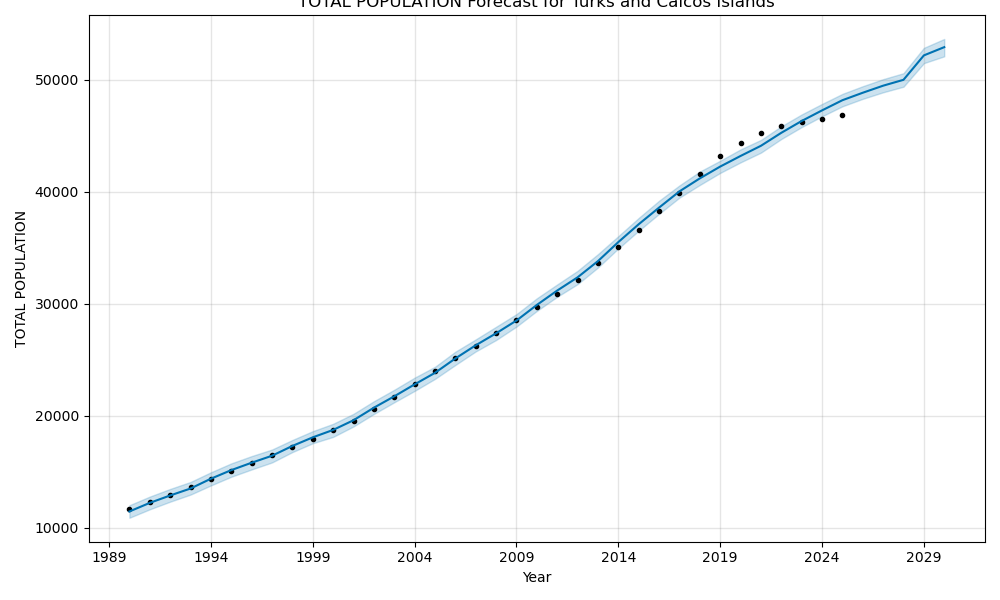 TOTAL POPULATION Forecast for Turks and Caicos Islands
50000
40000
30000
20000
10000
TOTAL POPULATION
1989 1994 1999 2004 2009 2014 2019 2024 2029
Year